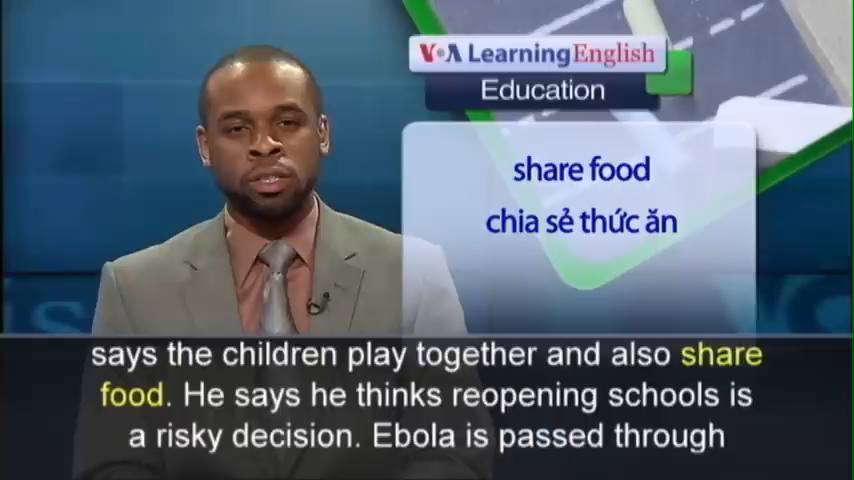 VOA Learning English
Education
share food
chia sẻ thức ăn
says the children play together and also share
food. He says he thinks reopening schools is
a risky decision. Ebola is passed through